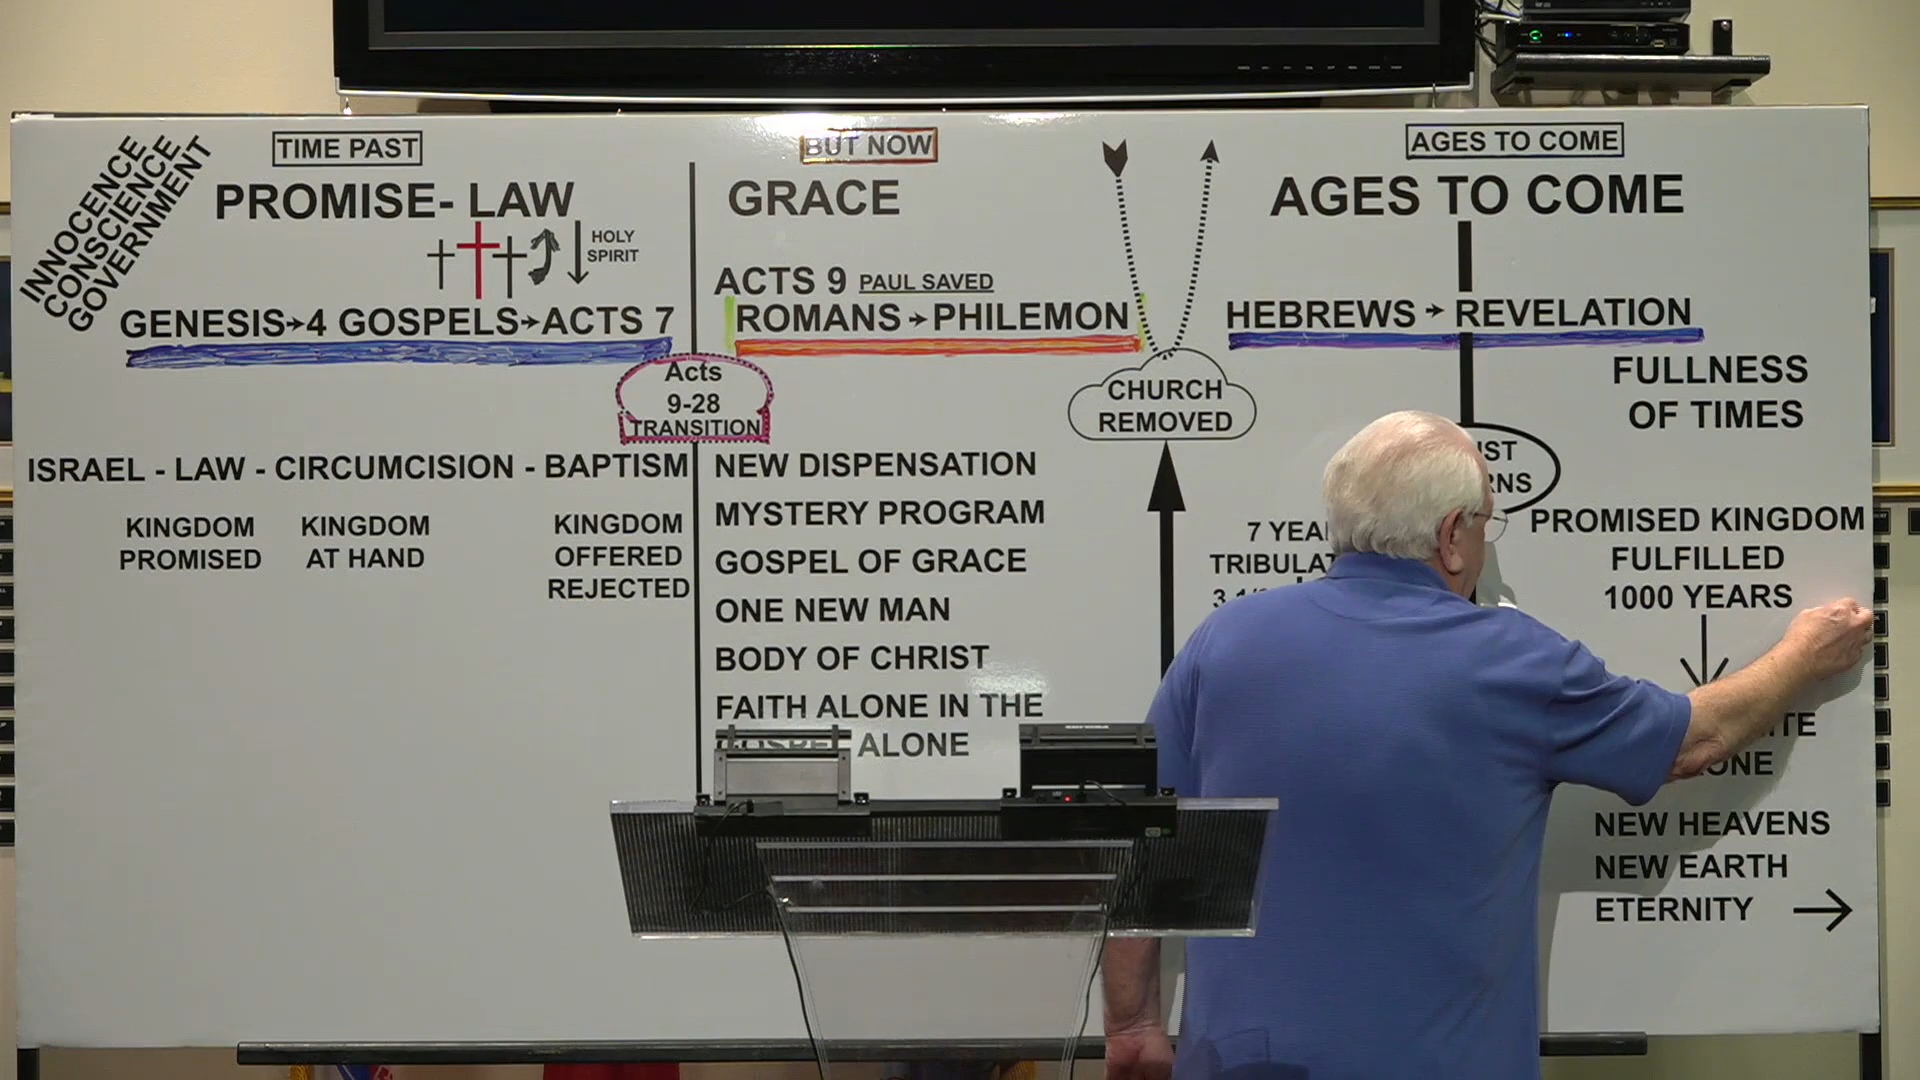 INNOCENCE
CONSCIENCE
GOVERNMENT
TIME PAST
PROMISE- LAW
HOLY
SPIRIT
GENESIS➔4 GOSPELS➔ACTS 7
Acts
9-28
TRANSITION
ISRAEL - LAW - CIRCUMCISION - BAPTISM
KINGDOM
PROMISED
KINGDOM
AT HAND
KINGDOM
OFFERED
REJECTED
BUT NOW
GRACE
ACTS 9 PAUL SAVED
ROMANS➔PHILEMON
NEW DISPENSATION
MYSTERY PROGRAM
GOSPEL OF GRACE
ONE NEW MAN
BODY OF CHRIST
FAITH ALONE IN THE
GOSPEL ALONE
CHURCH
REMOVED
AGES TO COME
AGES TO COME
HEBREWS➔REVELATION
FULLNESS
OF TIMES
7
PROMISED KINGDOM
FULFILLED
1000 YEARS
NEW HEAVENS
NEW EARTH
ETERNITY →